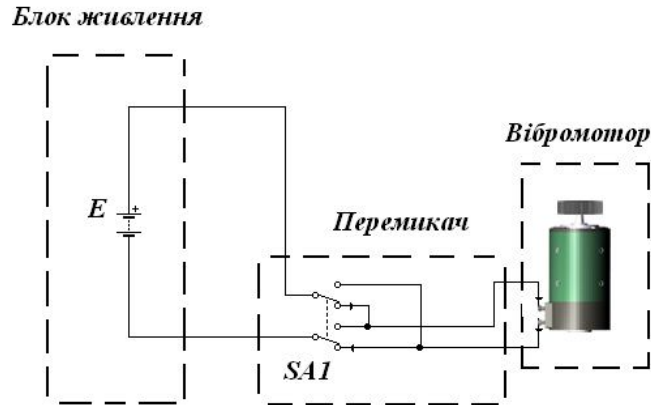 Блок живлення
Вібромотор
E
+
Перемикач
SA1